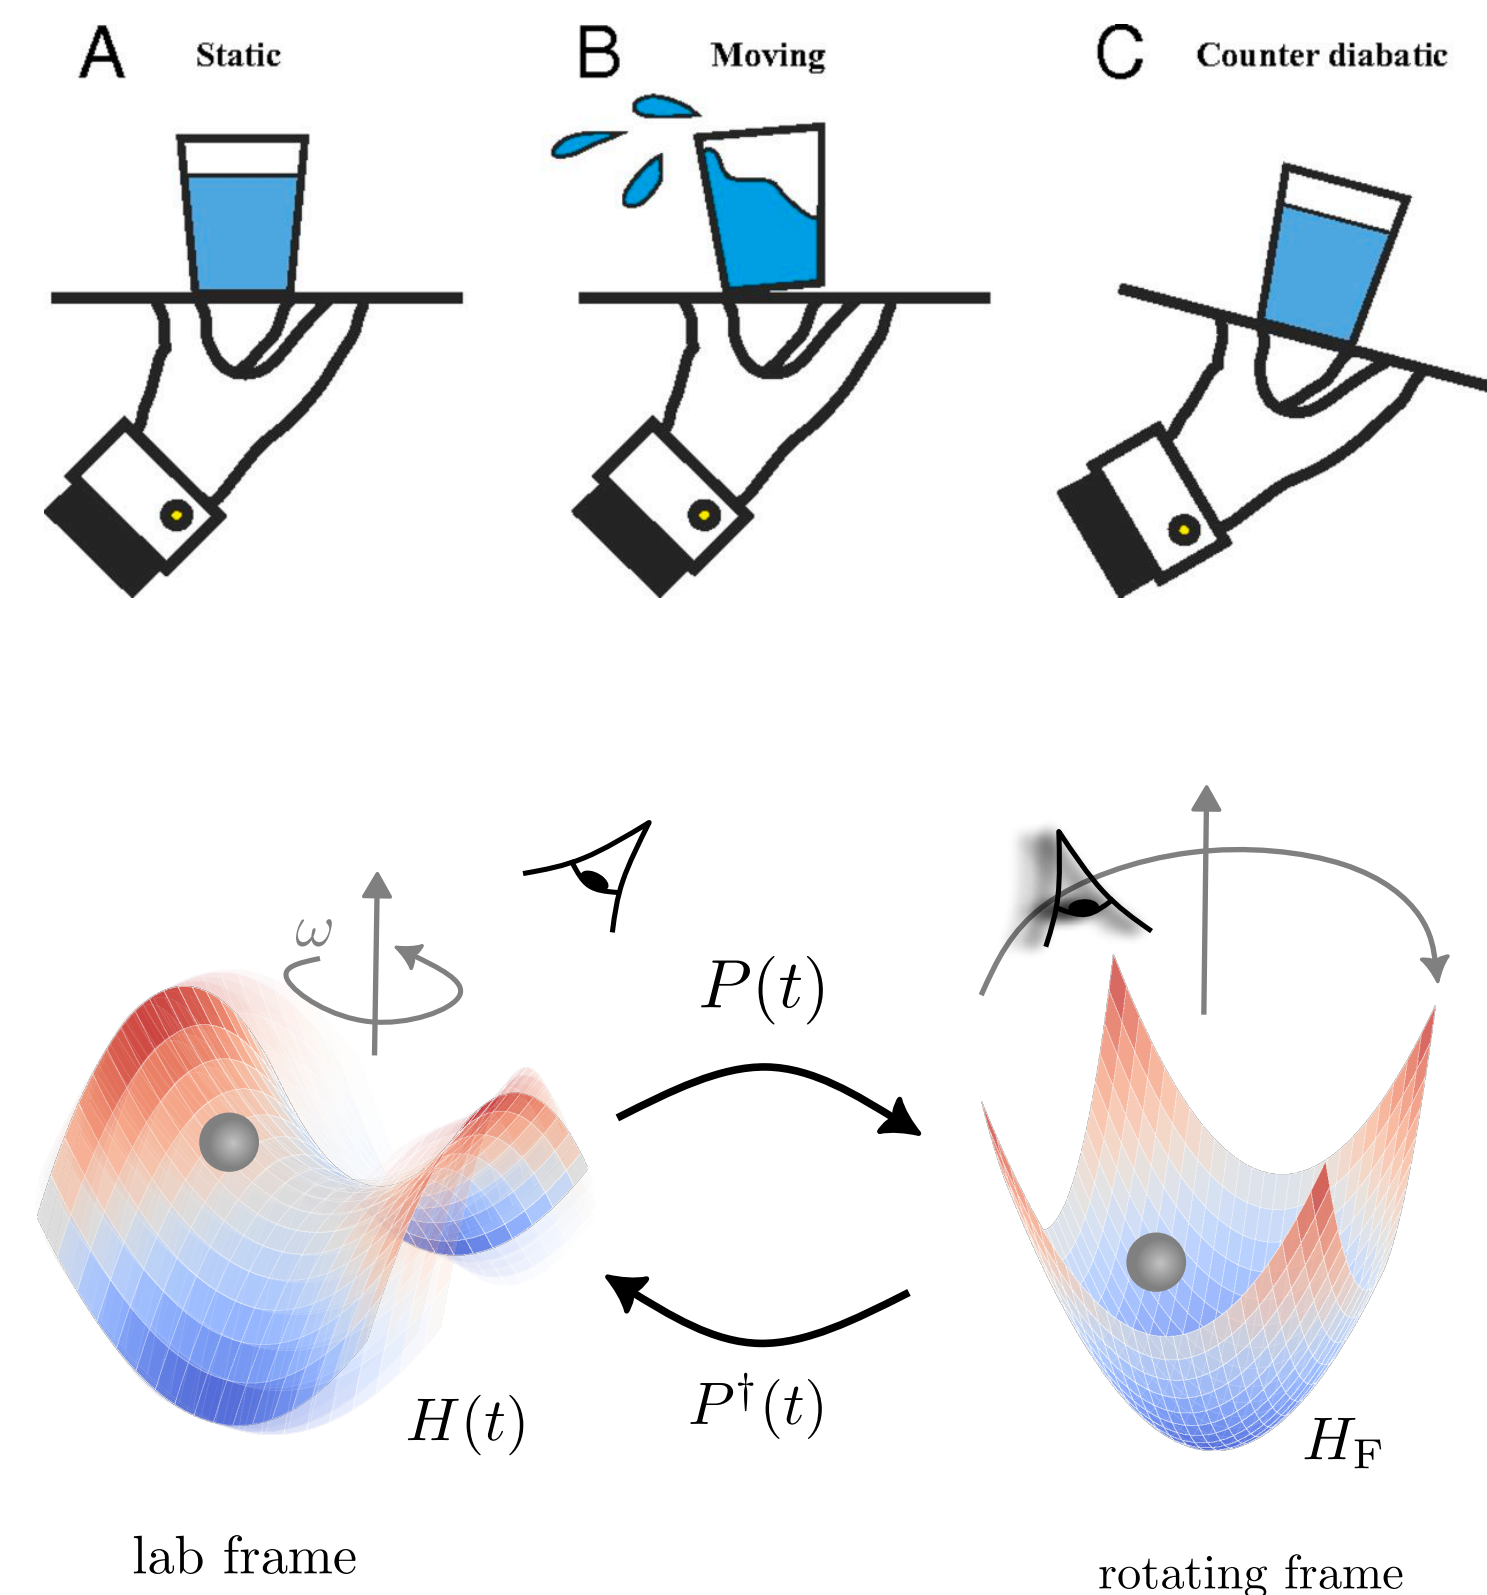 A Static
B Moving
C Counter diabatic
ω
P(t)
P†(t)
H(t)
H_F
lab frame
rotating frame